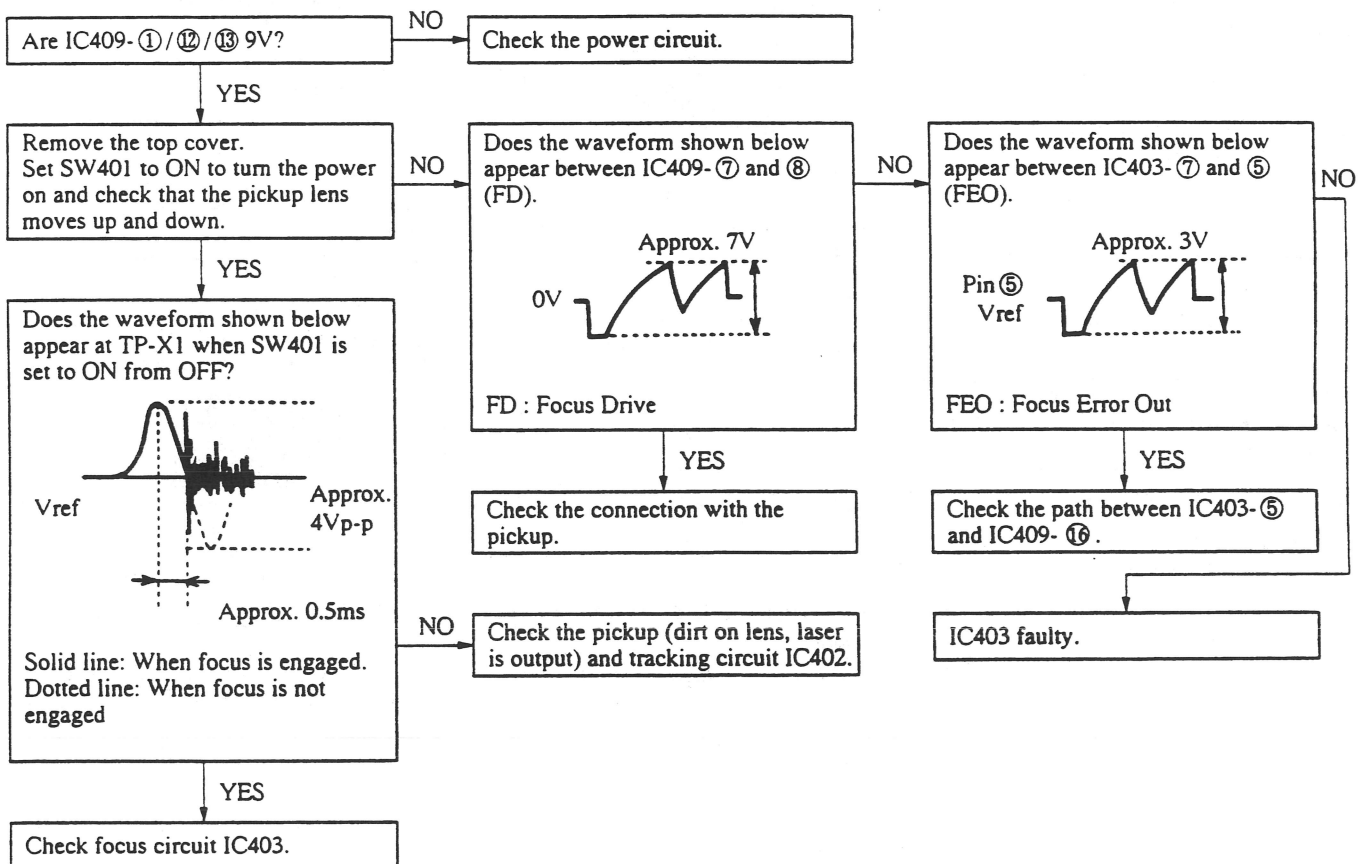 Are IC409- ①/⑫/⑬ 9V?
NO
Check the power circuit.
YES
Remove the top cover.
Set SW401 to ON to turn the power
on and check that the pickup lens
moves up and down.
NO
Does the waveform shown below
appear between IC409- ⑦ and ⑧
(FD).
Approx. 7V
0V
FD : Focus Drive
NO
Does the waveform shown below
appear between IC403- ⑦ and ⑤
(FEO).
Approx. 3V
Pin ⑤
Vref
FEO : Focus Error Out
NO
YES
Does the waveform shown below
appear at TP-X1 when SW401 is
set to ON from OFF?
Vref
Approx.
4Vp-p
Approx. 0.5ms
Solid line: When focus is engaged.
Dotted line: When focus is not
engaged
YES
Check the connection with the
pickup.
YES
Check the path between IC403- ⑤
and IC409- ⑯ .
NO
Check the pickup (dirt on lens, laser
is output) and tracking circuit IC402.
IC403 faulty.
YES
Check focus circuit IC403.